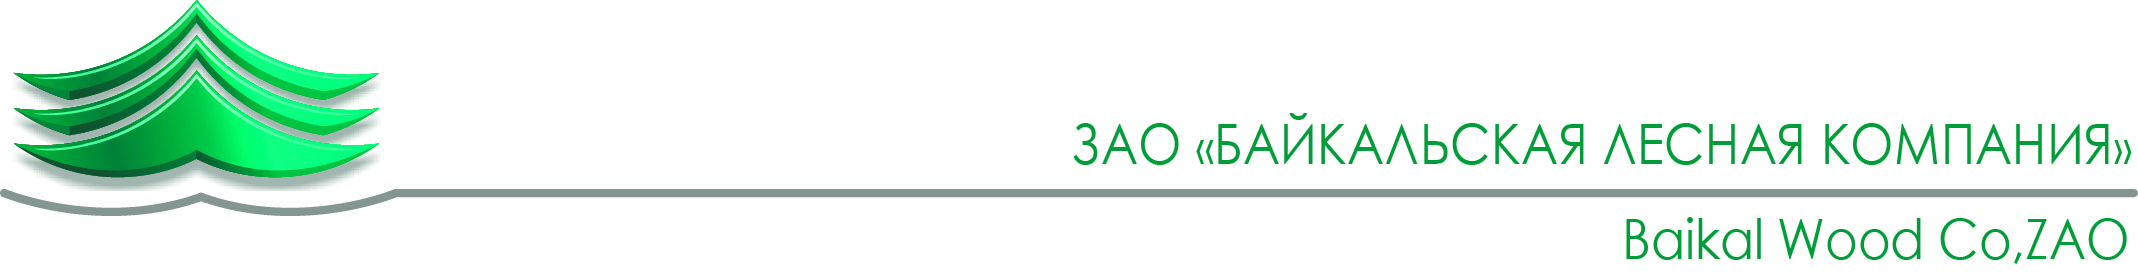 ЗАО «БАЙКАЛЬСКАЯ ЛЕСНАЯ КОМПАНИЯ»
Baikal Wood Co,ZAO